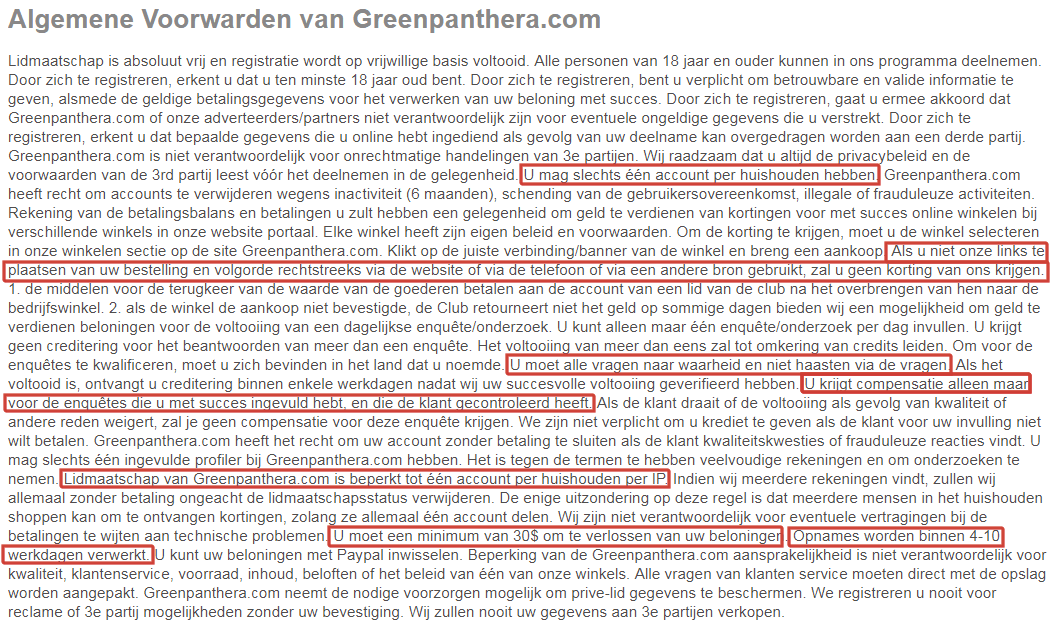 Algemene Voorwarden van Greenpanthera.com
Lidmaatschap is absoluut vrij en registratie wordt op vrijwillige basis voltooid. Alle personen van 18 jaar en ouder kunnen in ons programma deelnemen.
Door zich te registreren, erkent u dat u ten minste 18 jaar oud bent. Door zich te registreren, bent u verplicht om betrouwbare en valide informatie te
geven, alsmede de geldige betalingsgegevens voor het verwerken van uw beloning met succes. Door zich te registreren, gaat u ermee akkoord dat
Greenpanthera.com of onze adverteerders/partners niet verantwoordelijk zijn voor eventuele ongeldige gegevens die u verstrekt. Door zich te
registreren, erkent u dat bepaalde gegevens die u online hebt ingediend als gevolg van uw deelname kan overgedragen worden aan een derde partij.
Greenpanthera.com is niet verantwoordelijk voor onrechtmatige handelingen van 3e partijen. Wij raadzaam dat u altijd de privacybeleid en de
voorwaarden van de 3rd partij leest vóór het deelnemen in de gelegenheid. U mag slechts één account per huishouden hebben. Greenpanthera.com
heeft recht om accounts te verwijderen wegens inactiviteit (6 maanden), schending van de gebruikersovereenkomst, illegale of frauduleuze activiteiten.
Rekening van de betalingsbalans en betalingen u zult hebben een gelegenheid om geld te verdienen van kortingen voor met succes online winkelen bij
verschillende winkels in onze website portaal. Elke winkel heeft zijn eigen beleid en voorwaarden. Om de korting te krijgen, moet u de winkel selecteren
in onze winkelen sectie op de site Greenpanthera.com. Klikt op de juiste verbinding/banner van de winkel en breng een aankoop. Als u niet onze links te
plaatsen van uw bestelling en volgorde rechtstreeks via de website of via de telefoon of via een andere bron gebruikt, zal u geen korting van ons krijgen.
1. de middelen voor de terugkeer van de waarde van de goederen betalen aan de account van een lid van de club na het overbrengen van hen naar de
bedrijfswinkel. 2. als de winkel de aankoop niet bevestigde, de Club retourneert niet het geld op sommige dagen bieden wij een mogelijkheid om geld te
verdienen beloningen voor de voltooiing van een dagelijkse enquête/onderzoek. U kunt alleen maar één enquête/onderzoek per dag invullen. U krijgt
geen creditering voor het beantwoorden van meer dan een enquête. Het voltooiing van meer dan eens zal tot omkering van credits leiden. Om voor de
enquêtes te kwalificeren, moet u zich bevinden in het land dat u noemde. U moet alle vragen naar waarheid en niet haasten via de vragen. Als het
voltooid is, ontvangt u creditering binnen enkele werkdagen nadat wij uw succesvolle voltooiing geverifieerd hebben. U krijgt compensatie alleen maar
voor de enquêtes die u met succes ingevuld hebt, en die de klant gecontroleerd heeft. Als de klant draait of de voltooiing als gevolg van kwaliteit of
andere reden weigert, zal je geen compensatie voor deze enquête krijgen. We zijn niet verplicht om u krediet te geven als de klant voor uw invulling niet
wilt betalen. Greenpanthera.com heeft het recht om uw account zonder betaling te sluiten als de klant kwaliteitskwesties of frauduleuze reacties vindt. U
mag slechts één ingevulde profiler bij Greenpanthera.com hebben. Het is tegen de termen te hebben veelvoudige rekeningen en om onderzoeken te
nemen. Lidmaatschap van Greenpanthera.com is beperkt tot één account per huishouden per IP. Indien wij meerdere rekeningen vindt, zullen wij
allemaal zonder betaling ongeacht de lidmaatschapsstatus verwijderen. De enige uitzondering op deze regel is dat meerdere mensen in het huishouden
shoppen kan om te ontvangen kortingen, zolang ze allemaal één account delen. Wij zijn niet verantwoordelijk voor eventuele vertragingen bij de
betalingen te wijten aan technische problemen. U moet een minimum van 30$ om te verlossen van uw beloningen. Opnames worden binnen 4-10
werkdagen verwerkt. U kunt uw beloningen met Paypal inwisselen. Beperking van de Greenpanthera.com aansprakelijkheid is niet verantwoordelijk voor
kwaliteit, klantenservice, voorraad, inhoud, beloften of het beleid van één van onze winkels. Alle vragen van klanten service moeten direct met de opslag
worden aangepakt. Greenpanthera.com neemt de nodige voorzorgen mogelijk om prive-lid gegevens te beschermen. We registreren u nooit voor
reclame of 3e partij mogelijkheden zonder uw bevestiging. Wij zullen nooit uw gegevens aan 3e partijen verkopen.